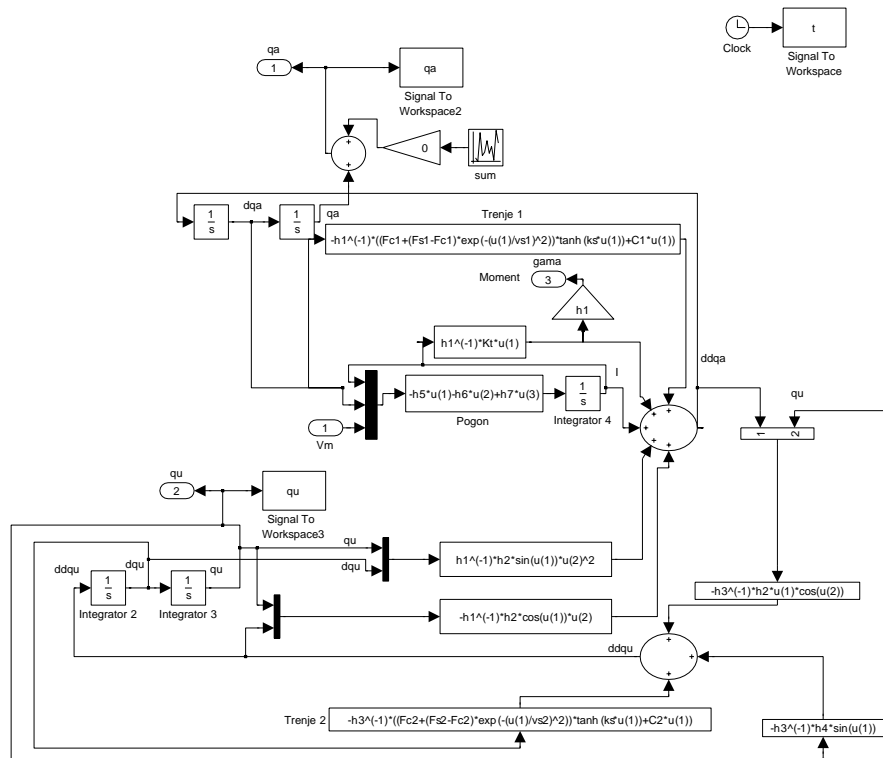 qa
1
qa
Signal To
Workspace2
Clock
t
Signal To
Workspace
+
+
0
sum
1
s
dqa
1
s
qa
Trenje 1
-h1^(-1)*((Fc1+(Fs1-Fc1)*exp(-(u(1)/vs1)^2))*tanh(ks*u(1))+C1*u(1))
gama
3
Moment
h1
h1^(-1)*Kt*u(1)
ddqa
I
-h5*u(1)-h6*u(2)+h7*u(3)
Pogon
1
s
Integrator 4
1
Vm
+
+
+
+
+
qu
1
2
qu
2
qu
Signal To
Workspace3
qu
dqu
h1^(-1)*h2*sin(u(1))*u(2)^2
ddqu
1
s
Integrator 2
dqu
1
s
Integrator 3
qu
-h1^(-1)*h2*cos(u(1))*u(2)
-h3^(-1)*h2*u(1)*cos(u(2))
ddqu
+
+
+
Trenje 2
-h3^(-1)*((Fc2+(Fs2-Fc2)*exp(-(u(1)/vs2)^2))*tanh(ks*u(1))+C2*u(1))
-h3^(-1)*h4*sin(u(1))